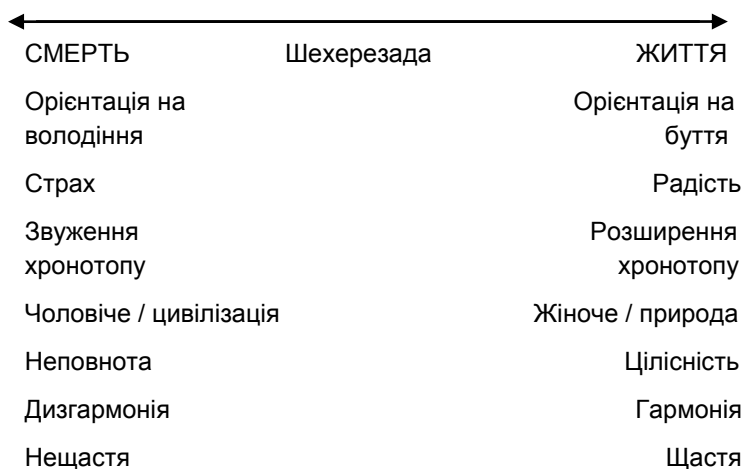 СМЕРТЬ Шехерезада ЖИТТЯ
Орієнтація на Орієнтація на
володіння буття
Страх Радість
Звуження Розширення
хронотопу хронотопу
Чоловіче / цивілізація Жіноче / природа
Неповнота Цілісність
Дизгармонія Гармонія
Нещастя Щастя